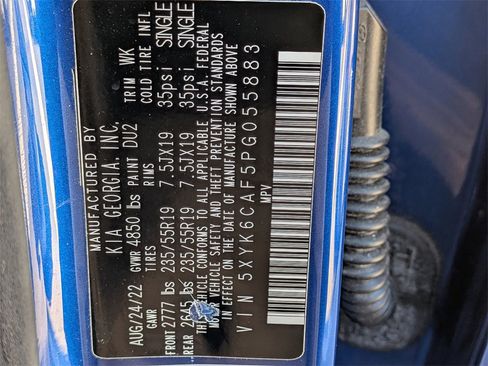 MANUFACTURED BY
KIA GEORGIA, INC.
AUG/24/22 GVWR 4850 lbs PAINT DU2 TRIM WK
GAWR TIRES RIMS COLD TIRE INFL
FRONT 2777 lbs 235/55R19 7.5JX19 35psi SINGLE
REAR lbs 235/55R19 7.5JX19 35psi SINGLE
THIS VEHICLE CONFORMS TO ALL APPLICABLE U.S.A. FEDERAL
MOTOR VEHICLE SAFETY AND THEFT PREVENTION STANDARDS
IN EFFECT ON THE DATE OF MANUFACTURE SHOWN ABOVE
VIN 5XYK6CAF5PG055883
MPV